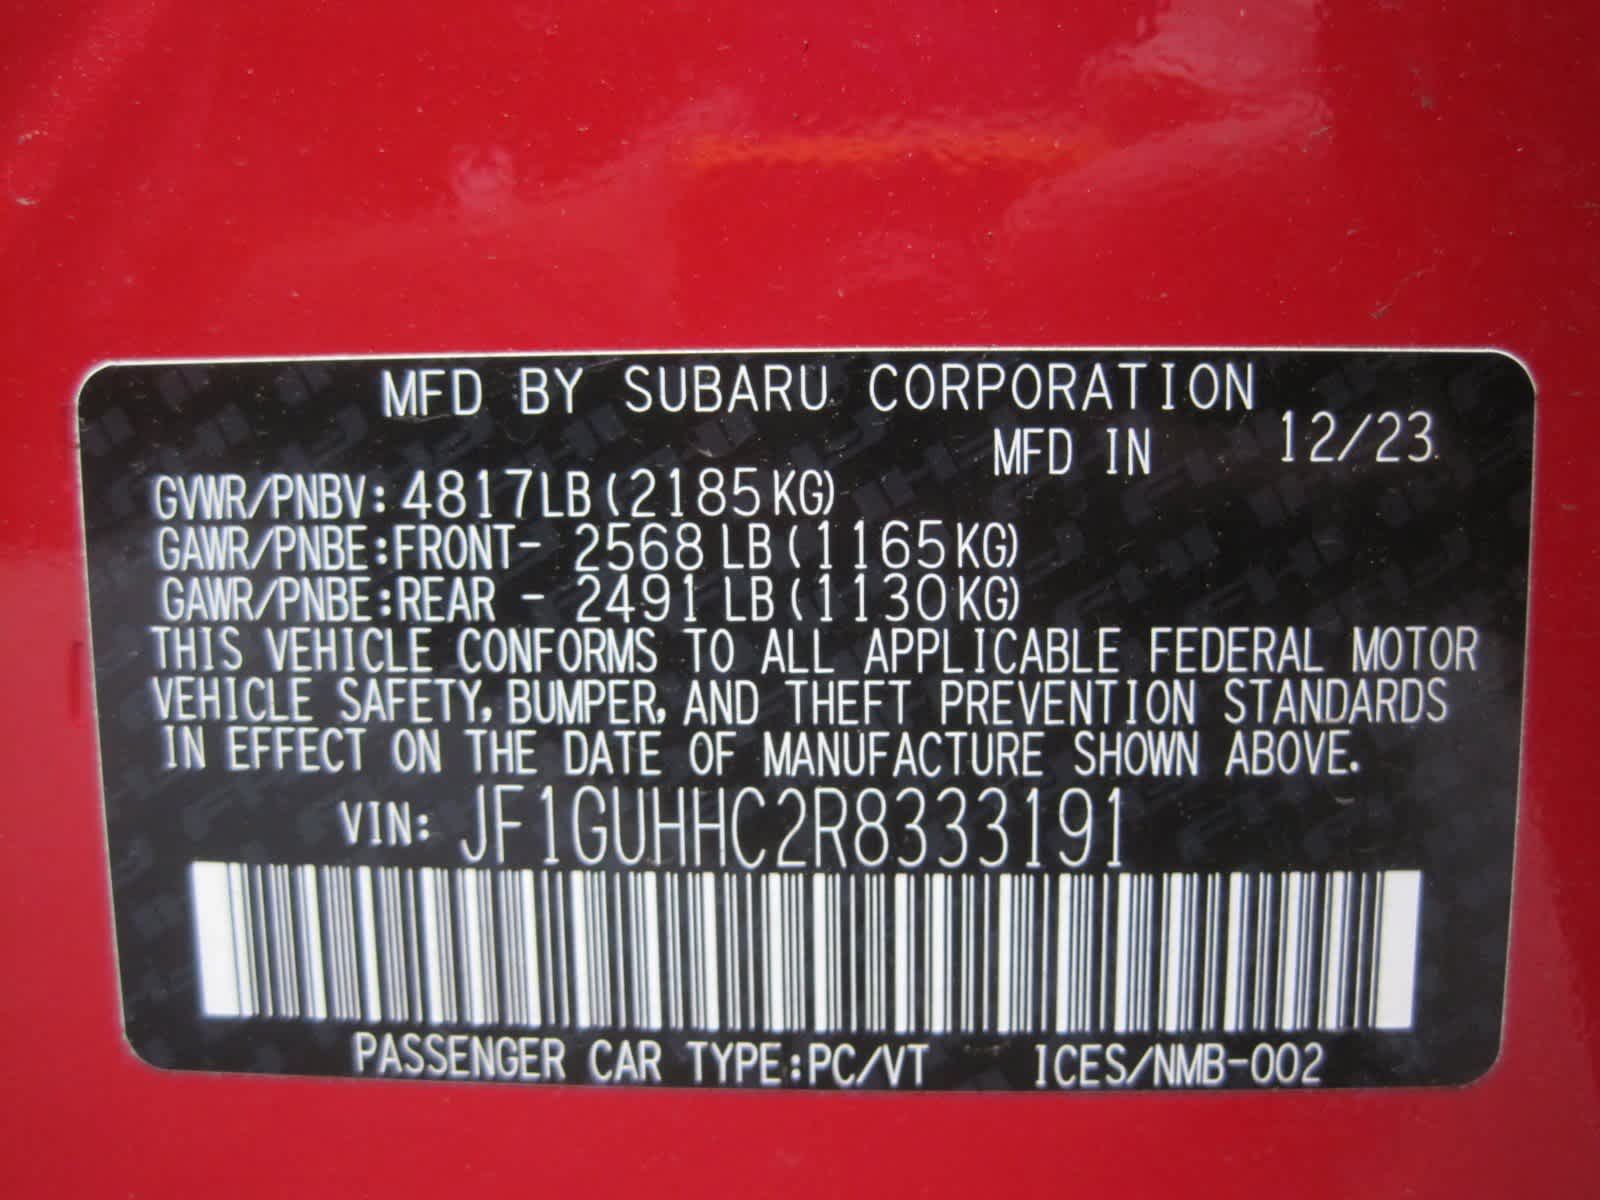 MFD BY SUBARU CORPORATION
MFD IN 12/23
GVWR/PNBV:4817LB(2185KG)
GAWR/PNBE:FRONT- 2568 LB(1165KG)
GAWR/PNBE:REAR - 2491 LB(1130KG)
THIS VEHICLE CONFORMS TO ALL APPLICABLE FEDERAL MOTOR
VEHICLE SAFETY, BUMPER, AND THEFT PREVENTION STANDARDS
IN EFFECT ON THE DATE OF MANUFACTURE SHOWN ABOVE.
VIN: JF1GUHHC2R8333191
PASSENGER CAR TYPE:PC/VT ICES/NMB-002